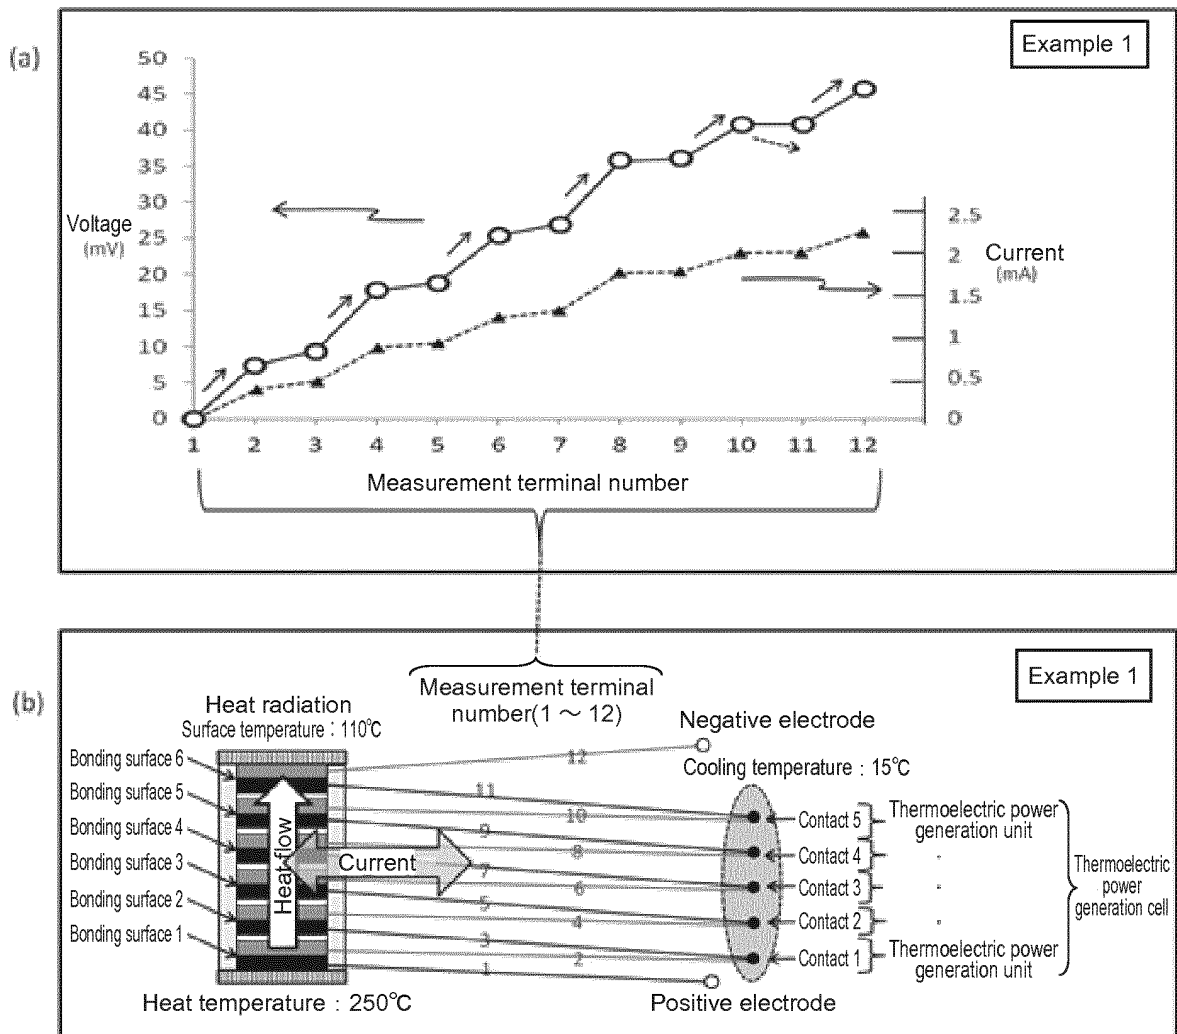 (a)
Example 1
50
45
40
35
30
25
20
15
10
5
0
Voltage
(mV)
2.5
2
1.5
1
0.5
0
Current
(mA)
1 2 3 4 5 6 7 8 9 10 11 12
Measurement terminal number
(b)
Example 1
Measurement terminal
number(1 ~ 12)
Heat radiation
Surface temperature : 110℃
Negative electrode
Cooling temperature : 15℃
Bonding surface 6
Bonding surface 5
Bonding surface 4
Bonding surface 3
Bonding surface 2
Bonding surface 1
Heat-flow
Current
12
11
10
9
8
7
6
5
4
3
2
1
Contact 5
Contact 4
Contact 3
Contact 2
Contact 1
Thermoelectric power
generation unit
Thermoelectric power
generation unit
Thermoelectric
power
generation cell
Heat temperature : 250℃
Positive electrode